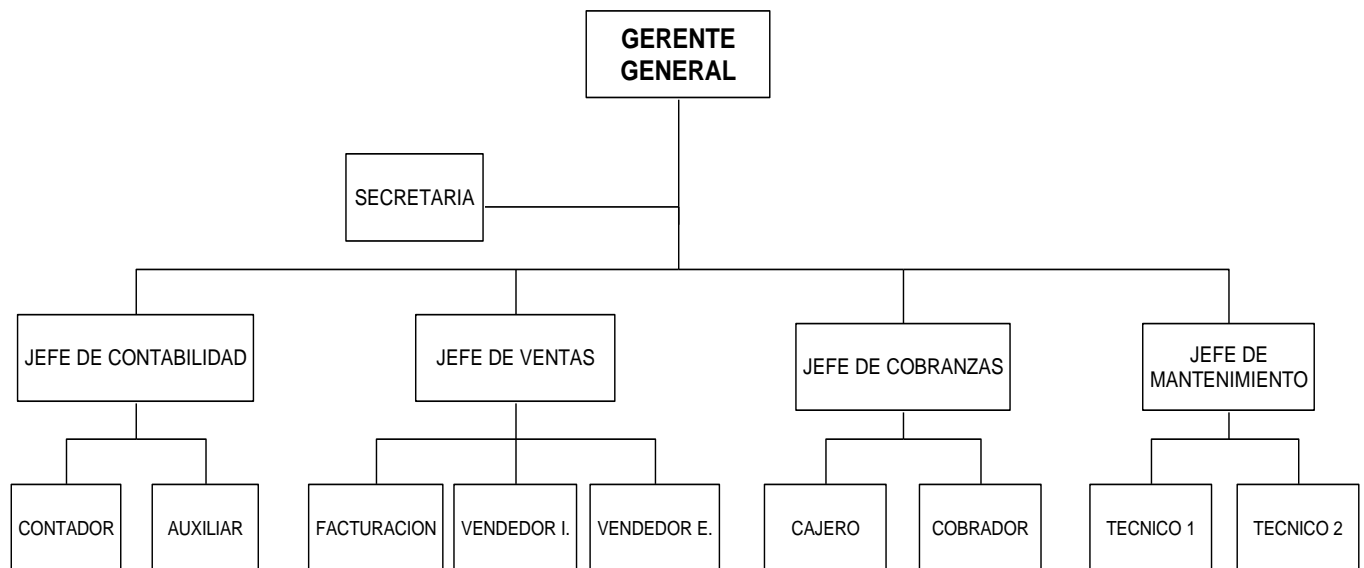 GERENTE
GENERAL
SECRETARIA
JEFE DE CONTABILIDAD
JEFE DE VENTAS
JEFE DE COBRANZAS
JEFE DE
MANTENIMIENTO
CONTADOR
AUXILIAR
FACTURACION
VENDEDOR I.
VENDEDOR E.
CAJERO
COBRADOR
TECNICO 1
TECNICO 2